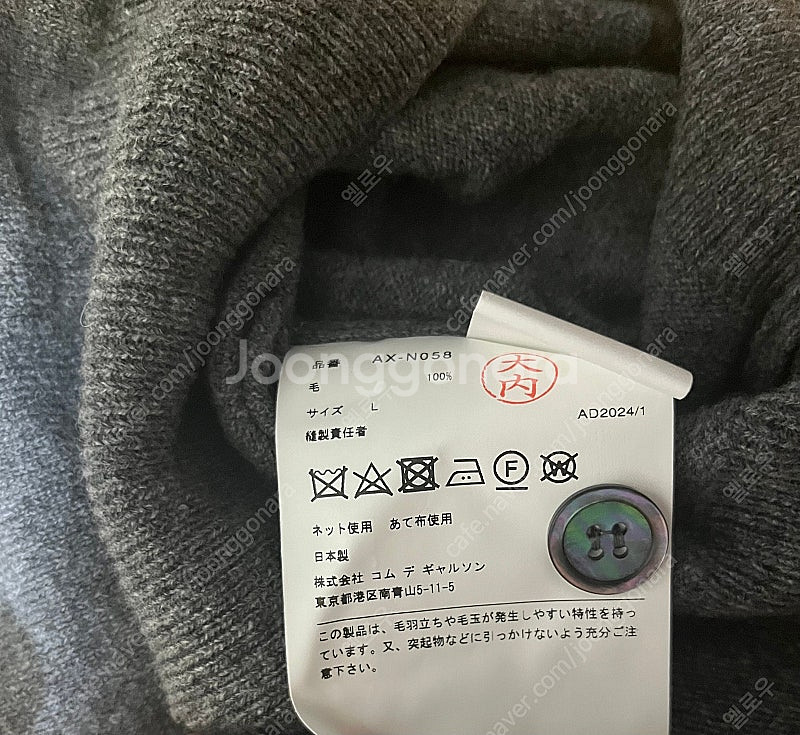 品番 AX-N058
毛 100%
大内
サイズ L
AD2024/1
縫製責任者
F
W
ネット使用 あて布使用
日本製
株式会社 コム デ ギャルソン
東京都港区南青山5-11-5
この製品は、毛羽立ちや毛玉が発生しやすい特性を持っ
ています。又、突起物などに引っかけないよう充分ご注
意下さい。
Joonggonara
옐로우
cafe.naver.com/joonggonara